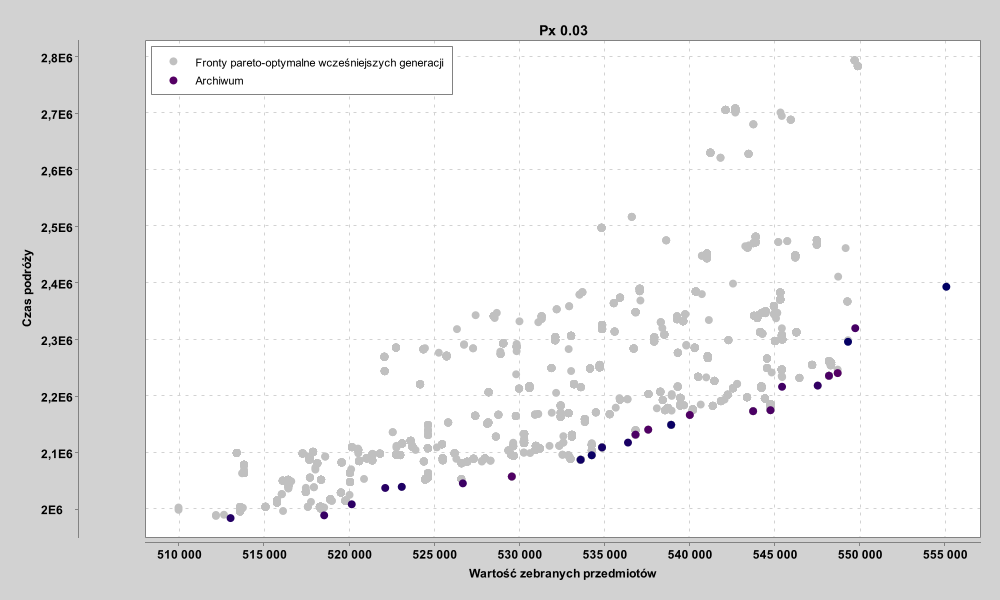 Px 0.03
Fronty pareto-optymalne wcześniejszych generacji
Archiwum
Czas podróży
2,8E6
2,7E6
2,6E6
2,5E6
2,4E6
2,3E6
2,2E6
2,1E6
2E6
510 000 515 000 520 000 525 000 530 000 535 000 540 000 545 000 550 000 555 000
Wartość zebranych przedmiotów